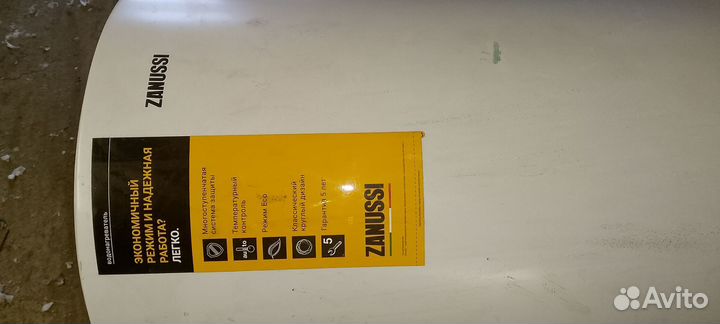 ZANUSSI
водонагреватель
ЭКОНОМИЧНЫЙ
РЕЖИМ И НАДЕЖНАЯ
РАБОТА?
ЛЕГКО.
Многоступенчатая
система защиты
auto
Температурный
контроль
Режим Eco
Классический
круглый дизайн
5
Гарантия 5 лет
ZANUSSI
Avito